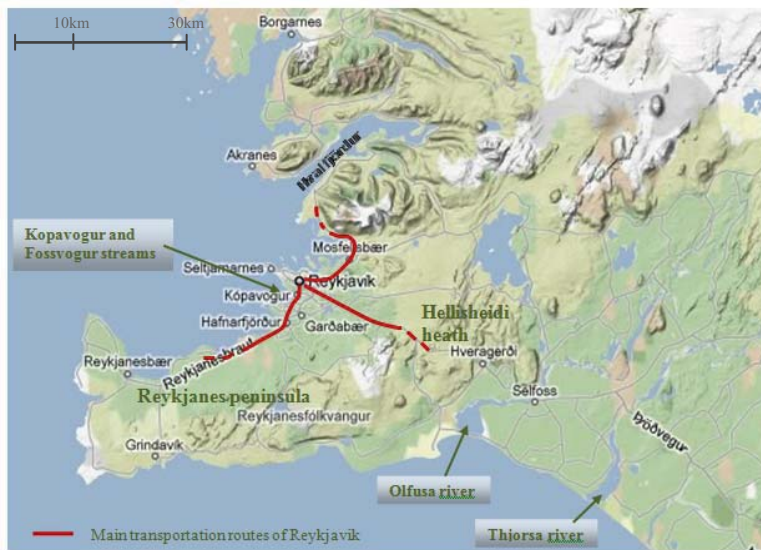 10km
30km
Borgarnes
Akranes
Kopavogur and
Fossvogur streams
Mosfellsbær
Seltjarnarnes
Reykjavík
Kópavogur
Hellisheidi
heath
Hafnarfjörður
Garðabær
Reykjanesbraut
Hveragerði
Reykjanesbær
Selfoss
Reykjanes peninsula
Reykjanesfólkvangur
Þjóðvegur
Grindavík
Olfusa river
Thjorsa river
Main transportation routes of Reykjavik